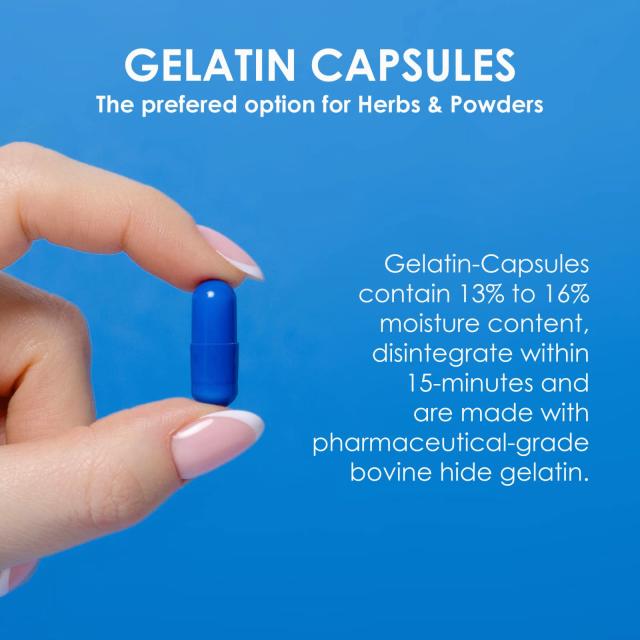 GELATIN CAPSULES
The prefered option for Herbs & Powders
Gelatin-Capsules
contain 13% to 16%
moisture content,
disintegrate within
15-minutes and
are made with
pharmaceutical-grade
bovine hide gelatin.